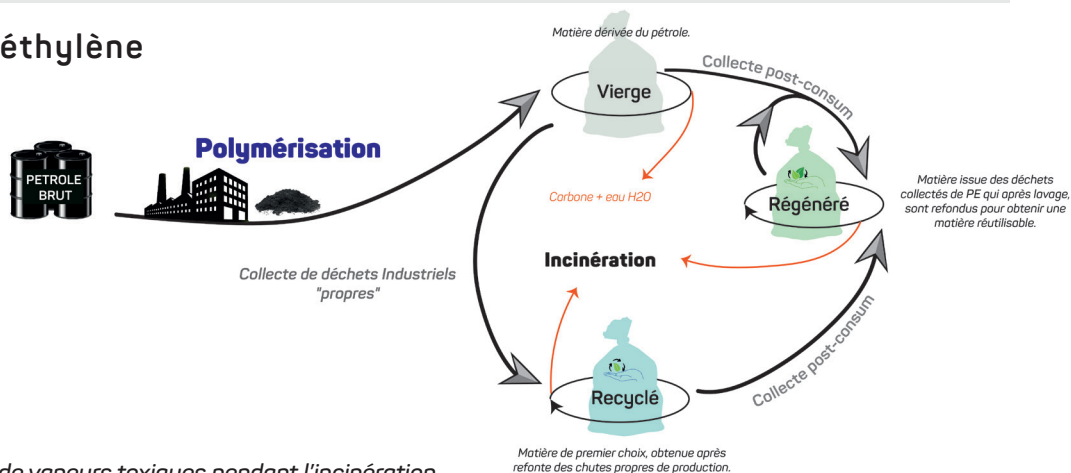 éthylène
Matière dérivée du pétrole.
Vierge
Collecte post-consum
Polymérisation
PETROLE
BRUT
Carbone + eau H2O
Régénéré
Matière issue des déchets
collectés de PE qui après lavage,
sont refondus pour obtenir une
matière réutilisable.
Incinération
Collecte de déchets Industriels
"propres"
Recyclé
Collecte post-consum
Matière de premier choix, obtenue après
refonte des chutes propres de production.
de vapeurs toxiques pendant l'incinération